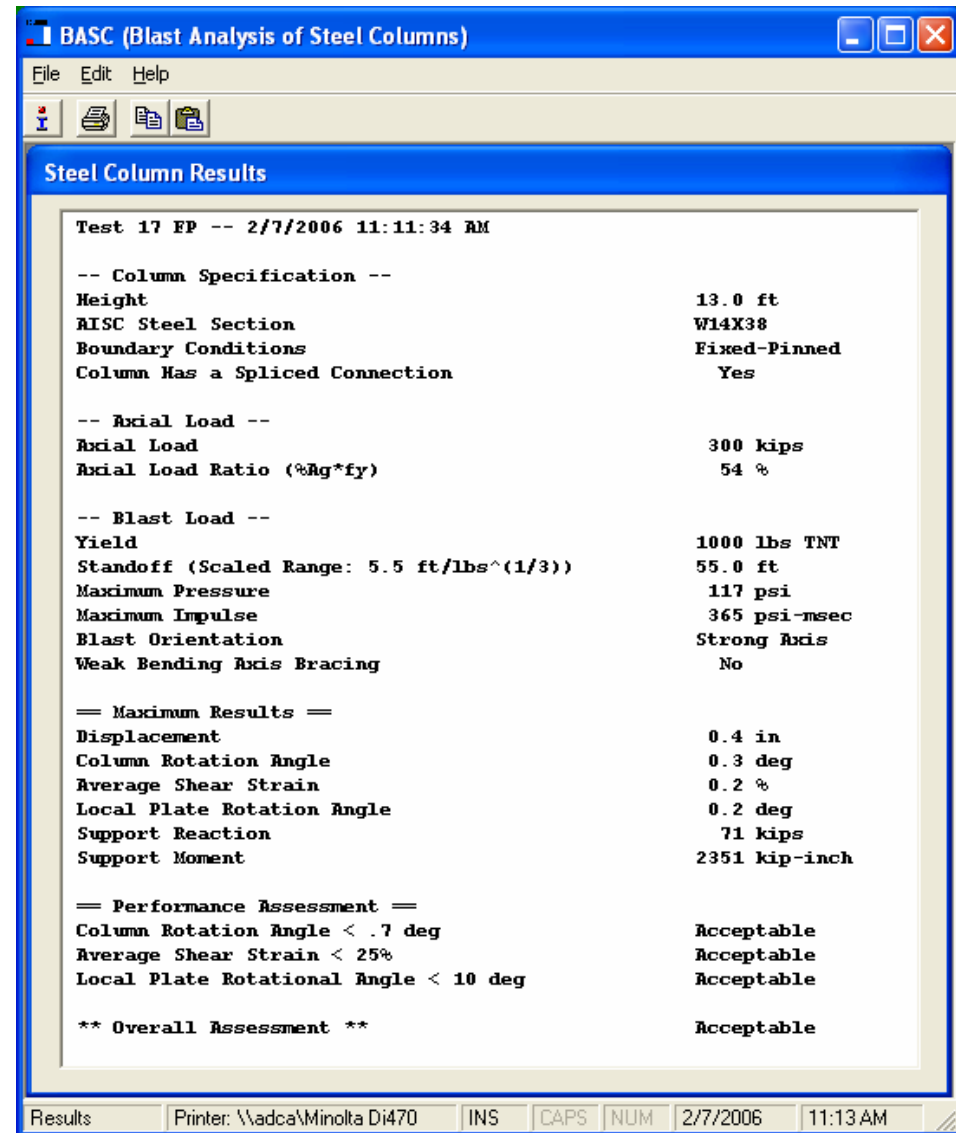 BASC (Blast Analysis of Steel Columns)
File Edit Help
Steel Column Results
Test 17 FP -- 2/7/2006 11:11:34 AM
-- Column Specification --
Height 13.0 ft
AISC Steel Section W14X38
Boundary Conditions Fixed-Pinned
Column Has a Spliced Connection Yes
-- Axial Load --
Axial Load 300 kips
Axial Load Ratio (%Ag*fy) 54 %
-- Blast Load --
Yield 1000 lbs TNT
Standoff (Scaled Range: 5.5 ft/lbs^(1/3)) 55.0 ft
Maximum Pressure 117 psi
Maximum Impulse 365 psi-msec
Blast Orientation Strong Axis
Weak Bending Axis Bracing No
== Maximum Results ==
Displacement 0.4 in
Column Rotation Angle 0.3 deg
Average Shear Strain 0.2 %
Local Plate Rotation Angle 0.2 deg
Support Reaction 71 kips
Support Moment 2351 kip-inch
== Performance Assessment ==
Column Rotation Angle < .7 deg Acceptable
Average Shear Strain < 25% Acceptable
Local Plate Rotational Angle < 10 deg Acceptable
** Overall Assessment ** Acceptable
Results Printer: \\adca\Minolta Di470 INS CAPS NUM 2/7/2006 11:13 AM